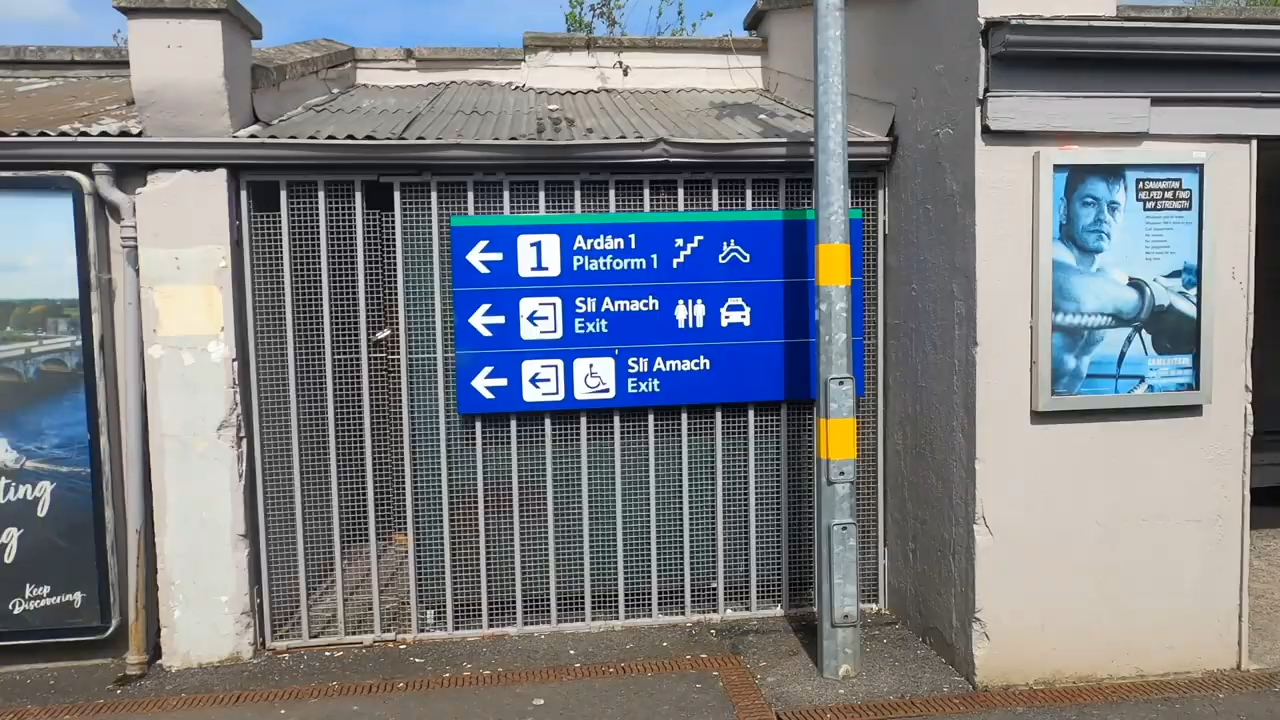 1
Ardán 1
Platform 1
Slí Amach
Exit
Slí Amach
Exit
A SAMARITAN
HELPED ME FIND
MY STRENGTH
SAMARITANS
ting
g
Keep
Discovering